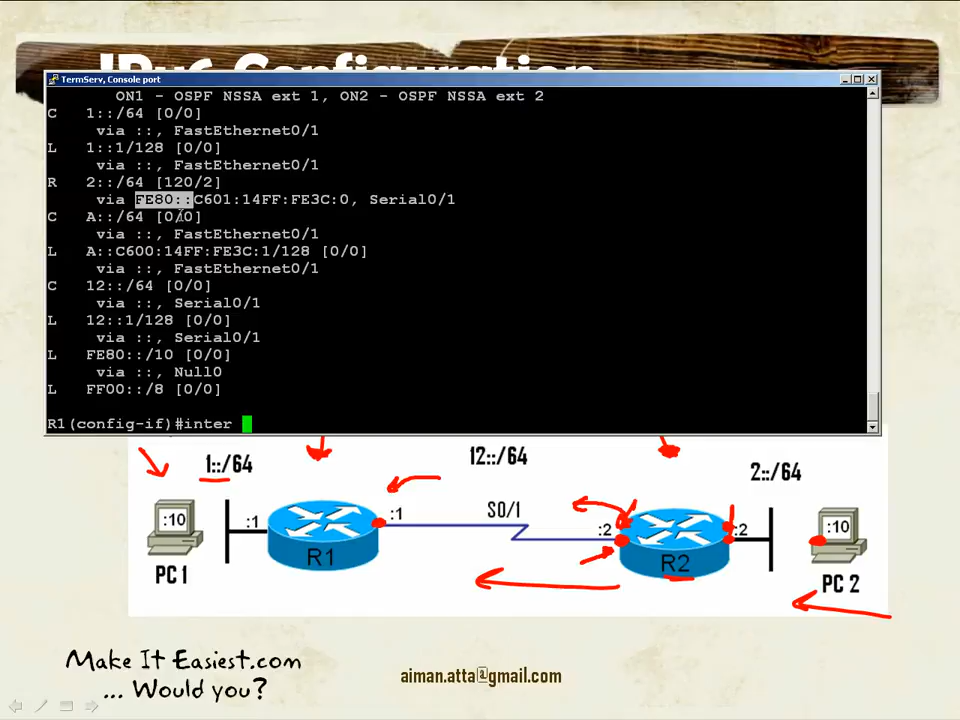 IPv6 Configuration
TermServ, Console port
ON1 - OSPF NSSA ext 1, ON2 - OSPF NSSA ext 2
C 1::/64 [0/0]
via ::, FastEthernet0/1
L 1::1/128 [0/0]
via ::, FastEthernet0/1
R 2::/64 [120/2]
via FE80::C601:14FF:FE3C:0, Serial0/1
C A::/64 [0/0]
via ::, FastEthernet0/1
L A::C600:14FF:FE3C:1/128 [0/0]
via ::, FastEthernet0/1
C 12::/64 [0/0]
via ::, Serial0/1
L 12::1/128 [0/0]
via ::, Serial0/1
L FE80::/10 [0/0]
via ::, Null0
L FF00::/8 [0/0]
R1(config-if)#inter
1::/64
12::/64
2::/64
:10
:1
:1
S0/1
:2
:2
:10
R1
R2
PC1
PC 2
Make It Easiest.com
... Would you?
aiman.atta@gmail.com